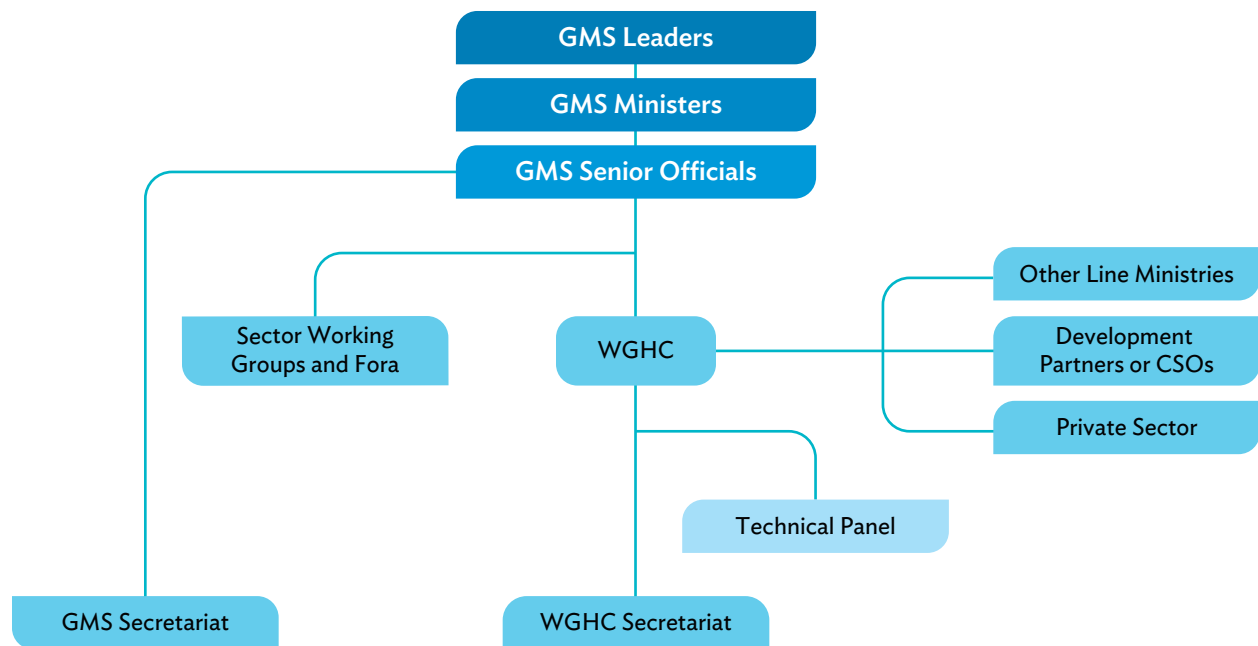 GMS Leaders
GMS Ministers
GMS Senior Officials
Other Line Ministries
Sector Working
Groups and Fora
WGHC
Development
Partners or CSOs
Private Sector
Technical Panel
GMS Secretariat
WGHC Secretariat